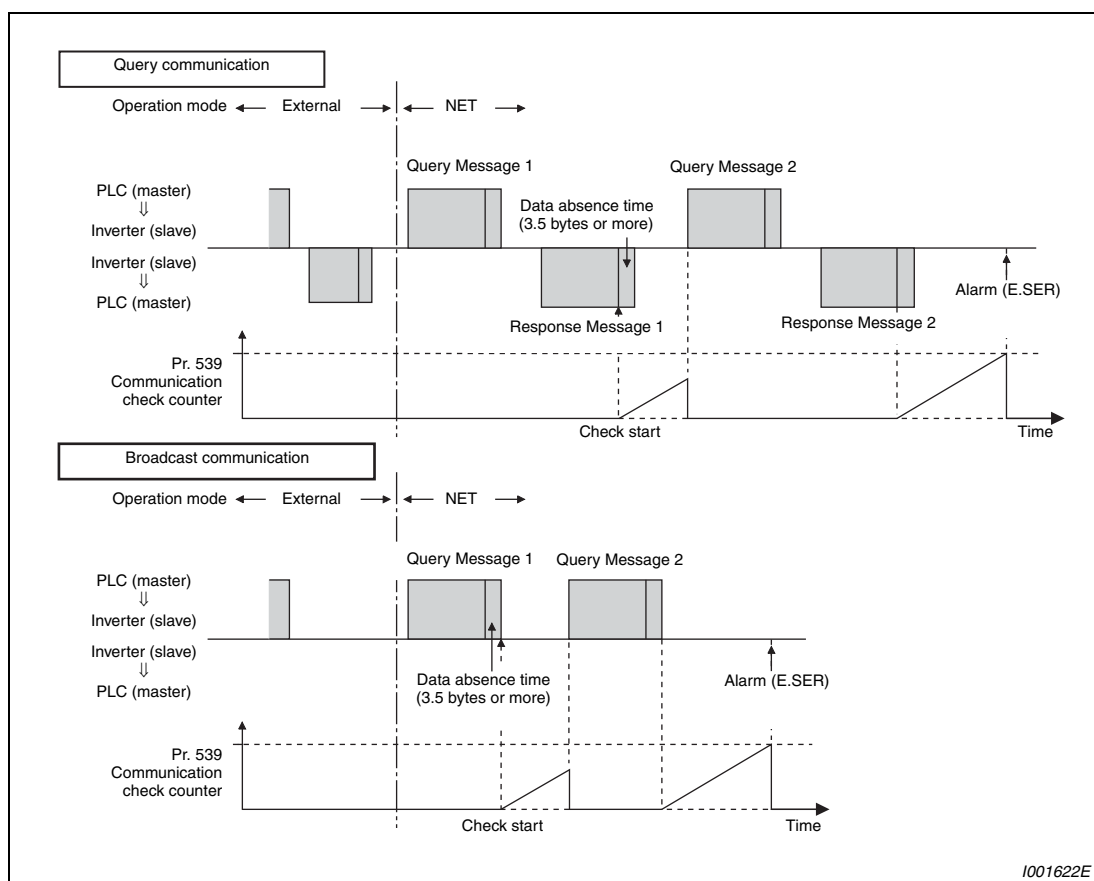 Query communication
Operation mode External NET
Query Message 1 Query Message 2
PLC (master)
⇓
Inverter (slave)
Data absence time
(3.5 bytes or more)
Inverter (slave)
⇓
PLC (master)
Alarm (E.SER)
Response Message 1 Response Message 2
Pr. 539
Communication
check counter
Check start Time
Broadcast communication
Operation mode External NET
Query Message 1 Query Message 2
PLC (master)
⇓
Inverter (slave)
Inverter (slave)
⇓
PLC (master)
Data absence time
(3.5 bytes or more)
Alarm (E.SER)
Pr. 539
Communication
check counter
Check start Time
I001622E